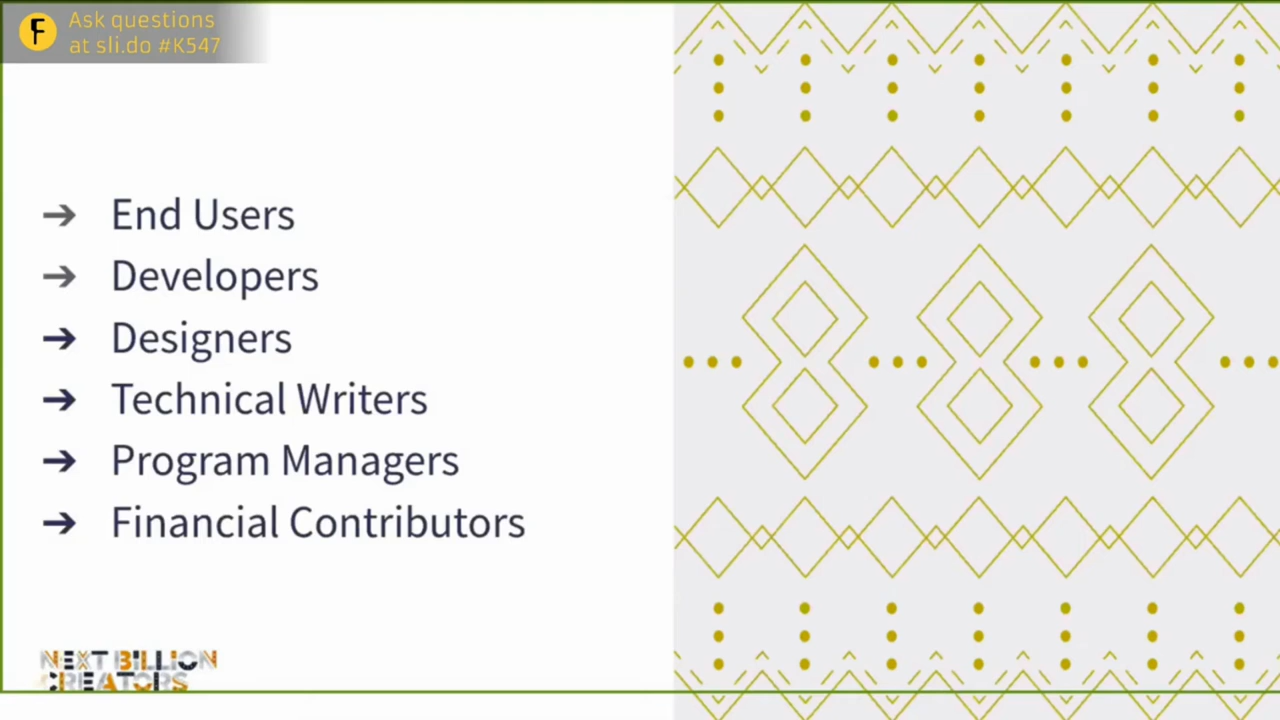 F
Ask questions
at sli.do #K547
➔ End Users
➔ Developers
➔ Designers
➔ Technical Writers
➔ Program Managers
➔ Financial Contributors
NEXT BILLION
CREATORS